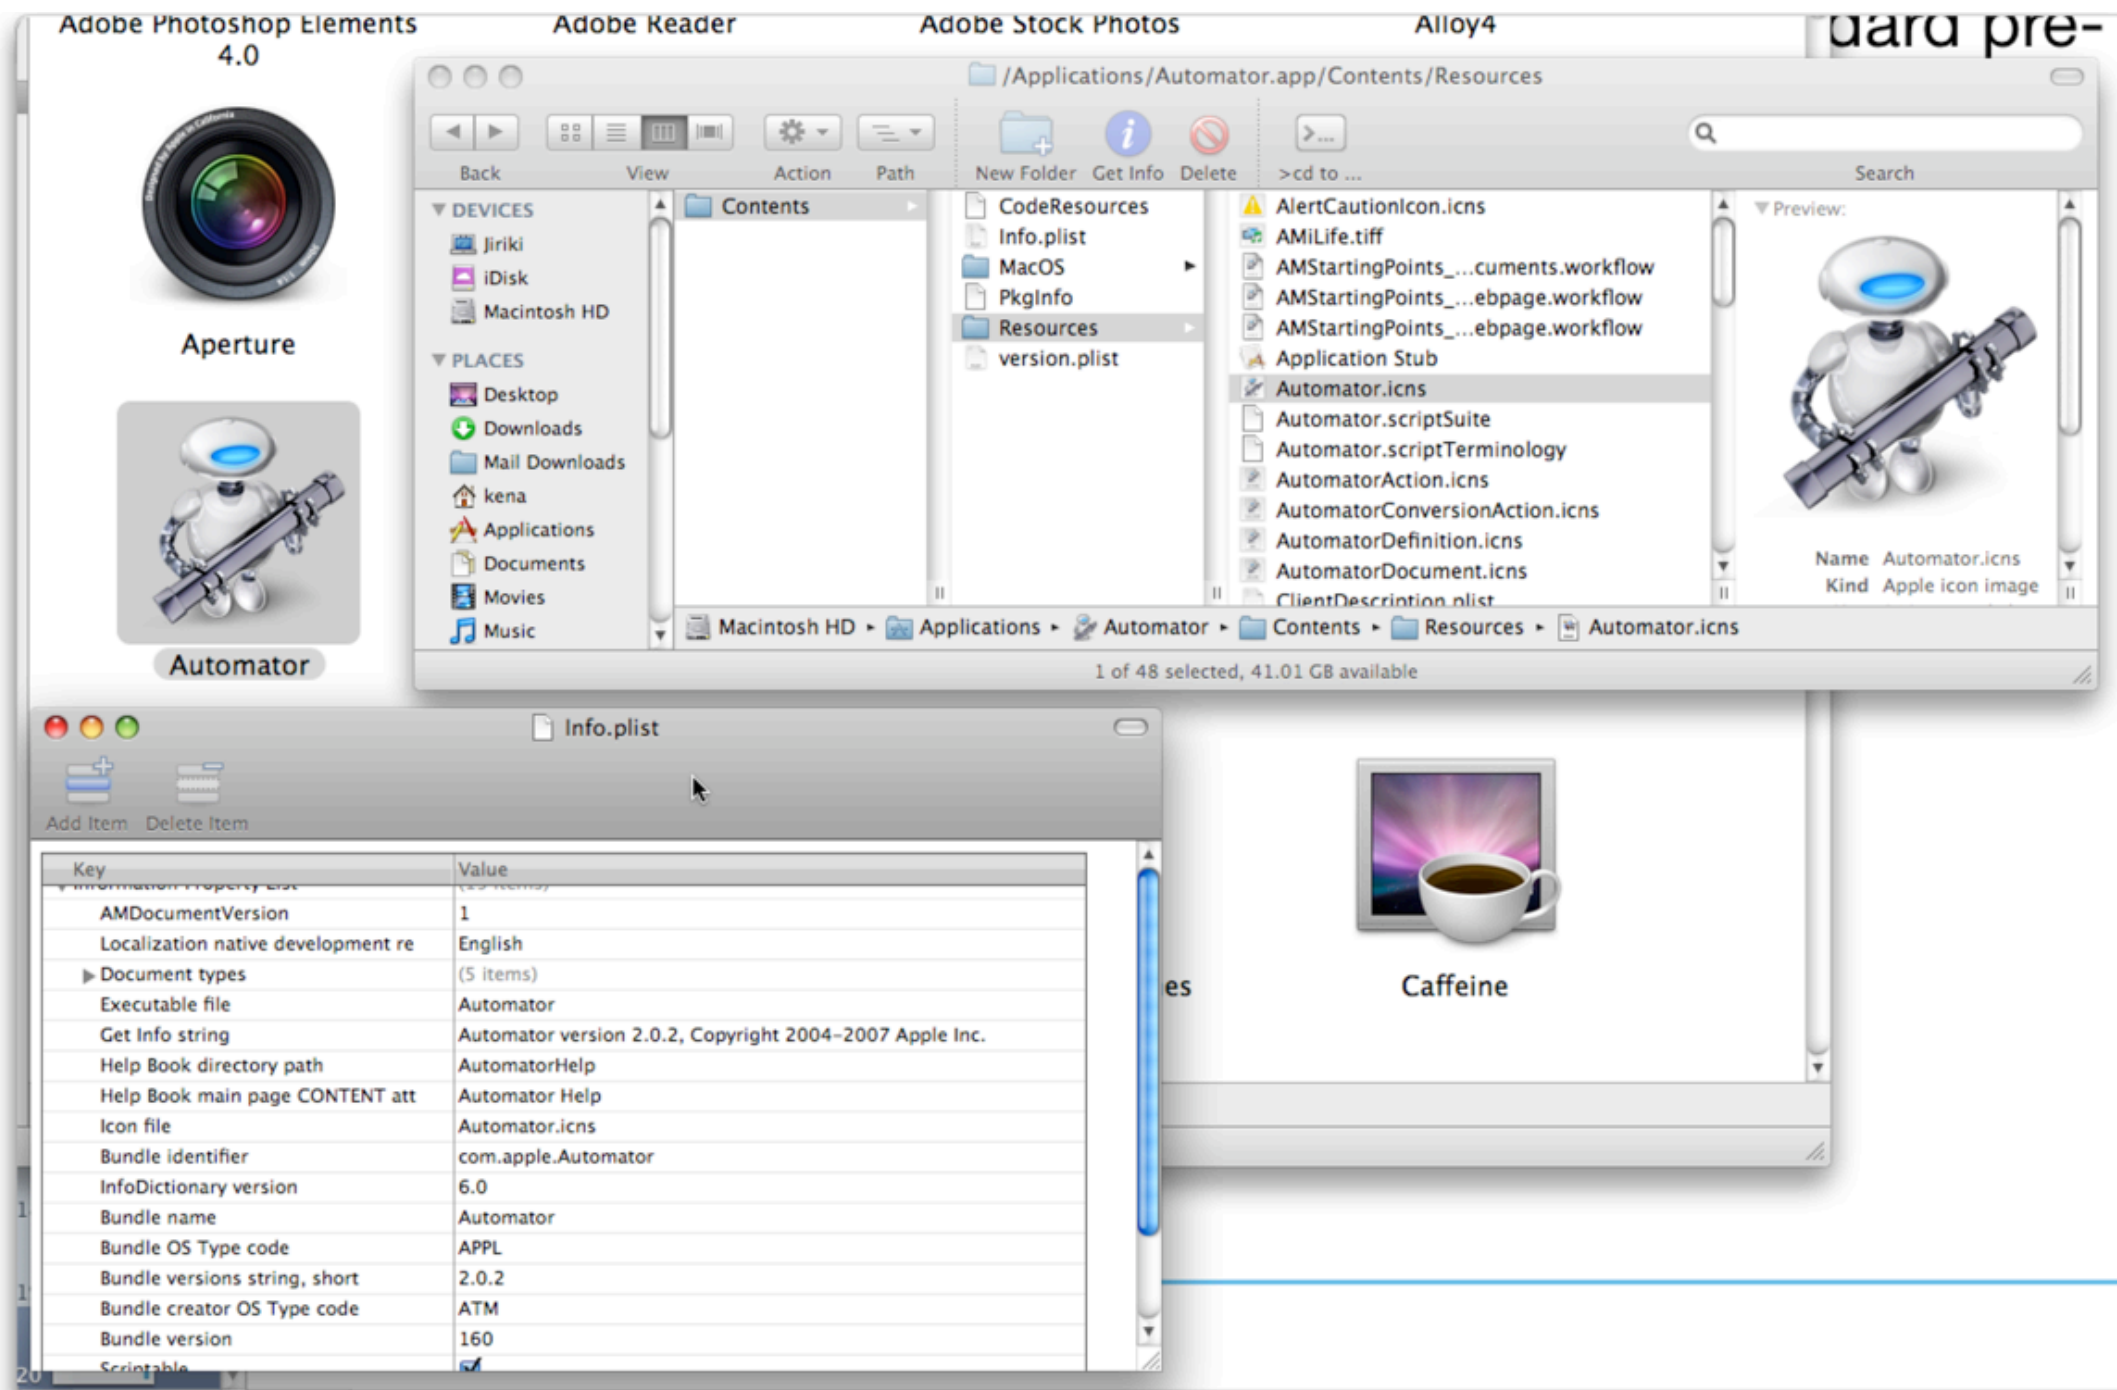 Adobe Photoshop Elements 4.0
Adobe Reader
Adobe Stock Photos
Alloy4
dard pre-
Aperture
Automator
/Applications/Automator.app/Contents/Resources
Back
View
Action
Path
New Folder
Get Info
Delete
>cd to ...
Search
DEVICES
Jiriki
iDisk
Macintosh HD
PLACES
Desktop
Downloads
Mail Downloads
kena
Applications
Documents
Movies
Music
Contents
CodeResources
Info.plist
MacOS
PkgInfo
Resources
version.plist
AlertCautionIcon.icns
AMiLife.tiff
AMStartingPoints_...cuments.workflow
AMStartingPoints_...ebpage.workflow
AMStartingPoints_...ebpage.workflow
Application Stub
Automator.icns
Automator.scriptSuite
Automator.scriptTerminology
AutomatorAction.icns
AutomatorConversionAction.icns
AutomatorDefinition.icns
AutomatorDocument.icns
ClientDescription.plist
Preview:
Name Automator.icns
Kind Apple icon image
Macintosh HD ▸ Applications ▸ Automator ▸ Contents ▸ Resources ▸ Automator.icns
1 of 48 selected, 41.01 GB available
Info.plist
Add Item
Delete Item
Key Value
Information Property List
AMDocumentVersion 1
Localization native development re English
Document types (5 items)
Executable file Automator
Get Info string Automator version 2.0.2, Copyright 2004-2007 Apple Inc.
Help Book directory path AutomatorHelp
Help Book main page CONTENT att Automator Help
Icon file Automator.icns
Bundle identifier com.apple.Automator
InfoDictionary version 6.0
Bundle name Automator
Bundle OS Type code APPL
Bundle versions string, short 2.0.2
Bundle creator OS Type code ATM
Bundle version 160
Scriptable
es
Caffeine
20